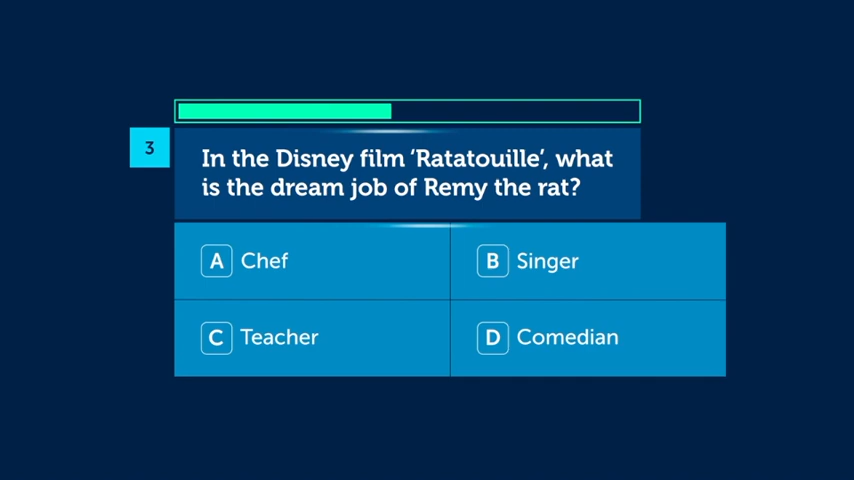 3
In the Disney film ‘Ratatouille’, what
is the dream job of Remy the rat?
A Chef
B Singer
C Teacher
D Comedian